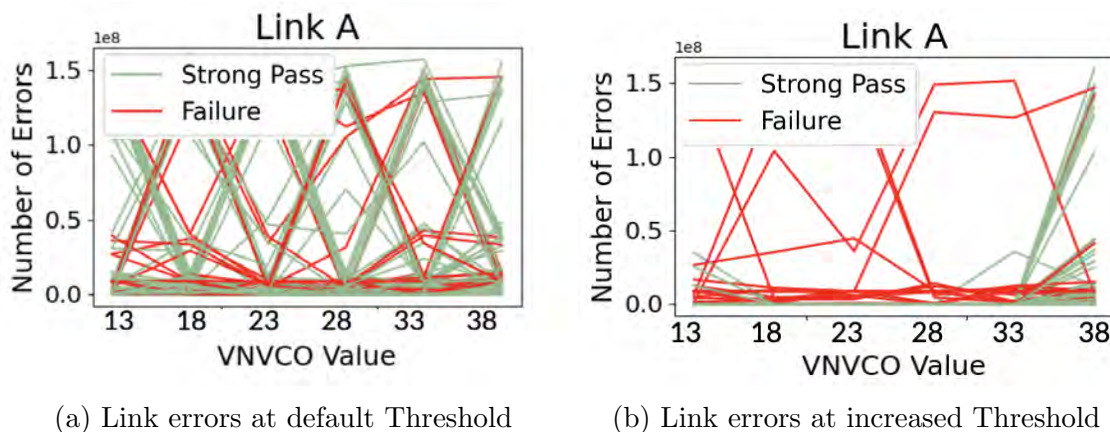 Link A
1e8
Strong Pass
Failure
1.5
1.0
0.5
0.0
Number of Errors
13 18 23 28 33 38
VNVCO Value
(a) Link errors at default Threshold
Link A
1e8
Strong Pass
Failure
1.5
1.0
0.5
0.0
Number of Errors
13 18 23 28 33 38
VNVCO Value
(b) Link errors at increased Threshold